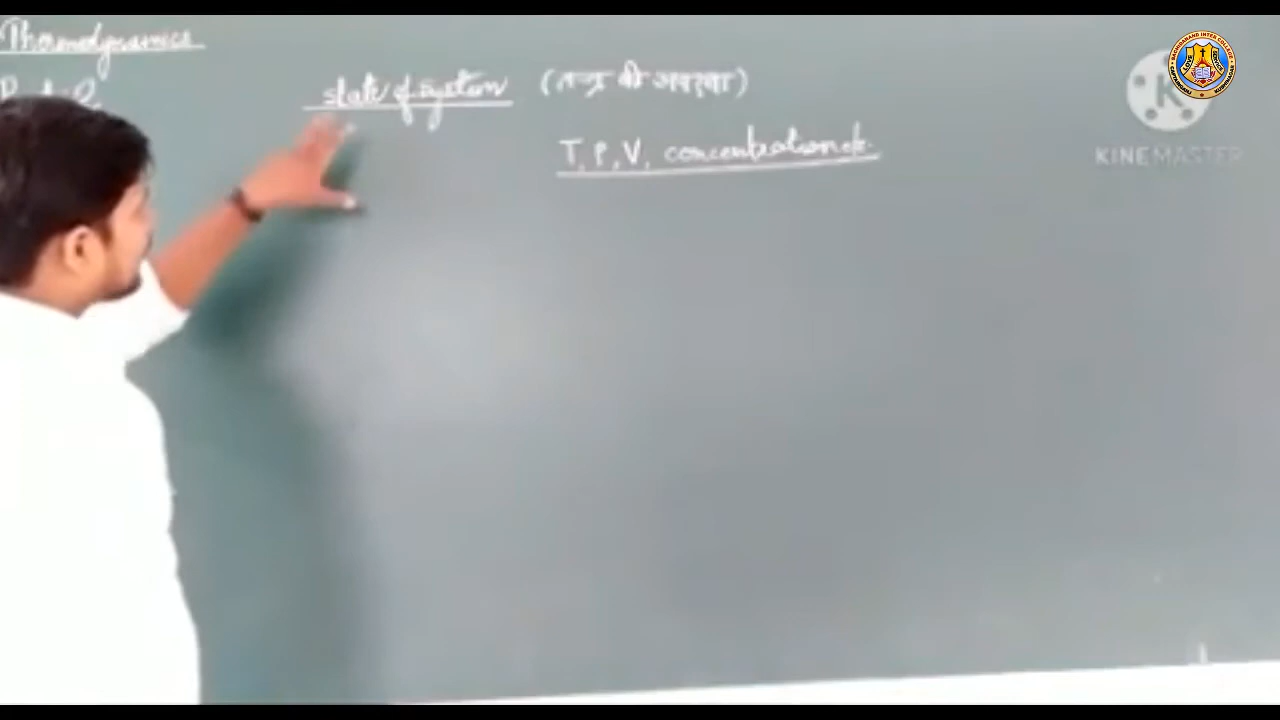 Thermodynamics
state of system (तन्त्र की अवस्था)
T, P, V, concentration etc.
KINEMASTER